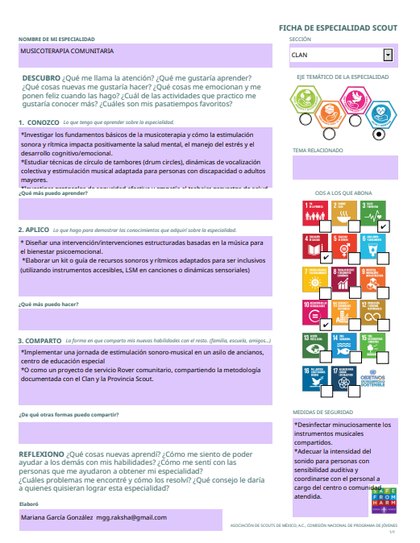 FICHA DE ESPECIALIDAD SCOUT
NOMBRE DE MI ESPECIALIDAD
MUSICOTERAPIA COMUNITARIA
SECCIÓN
CLAN
DESCUBRO ¿Qué me llama la atención? ¿Qué me gustaría aprender?
¿Qué cosas nuevas me gustaría hacer? ¿Qué cosas me emocionan y me
ponen feliz cuando las hago? ¿Cuál de las actividades que practico me
gustaría conocer más? ¿Cuáles son mis pasatiempos favoritos?
EJE TEMÁTICO DE LA ESPECIALIDAD
1. CONOZCO Lo que tengo que aprender sobre la especialidad.
*Investigar los fundamentos básicos de la musicoterapia y cómo la estimulación
sonora y rítmica impacta positivamente la salud mental, el manejo del estrés y el
desarrollo cognitivo/emocional.
*Estudiar técnicas de círculo de tambores (drum circles), dinámicas de vocalización
colectiva y estimulación musical adaptada para personas con discapacidad o adultos
mayores.
¿Qué más puedo aprender?
TEMA RELACIONADO
ODS A LOS QUE ABONA
2. APLICO Lo que hago para demostrar los conocimientos que adquirí sobre la especialidad.
* Diseñar una intervención/intervenciones estructuradas basadas en la música para
el bienestar psicoemocional.
*Elaborar un kit o guía de recursos sonoros y rítmicos adaptados para ser inclusivos
(utilizando instrumentos accesibles, LSM en canciones o dinámicas sensoriales)
¿Qué más puedo hacer?
3. COMPARTO La forma en que comparto mis nuevas habilidades con el resto. (familia, escuela, amigos...)
*Implementar una jornada de estimulación sonoro-musical en un asilo de ancianos,
centro de educación especial
*O como un proyecto de servicio Rover comunitario, compartiendo la metodología
documentada con el Clan y la Provincia Scout.
¿De qué otras formas puedo compartir?
MEDIDAS DE SEGURIDAD
*Desinfectar minuciosamente los
instrumentos musicales
compartidos.
*Adecuar la intensidad del
sonido para personas con
sensibilidad auditiva y
coordinarse con el personal a
cargo del centro o comunidad
atendida.
REFLEXIONO ¿Qué cosas nuevas aprendí? ¿Cómo me siento de poder
ayudar a los demás con mis habilidades? ¿Cómo me sentí con las
personas que me ayudaron a obtener mi especialidad?
¿Cuáles problemas me encontré y cómo los resolví? ¿Qué consejo le daría
a quienes quisieran lograr esta especialidad?
Elaboró
Mariana García González mgg.raksha@gmail.com
SAFE
FROM
HARM
ASOCIACIÓN DE SCOUTS DE MÉXICO, A.C., COMISIÓN NACIONAL DE PROGRAMA DE JÓVENES